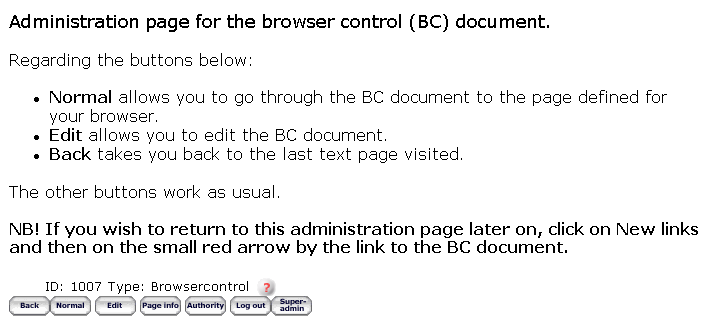 Administration page for the browser control (BC) document.
Regarding the buttons below:
• Normal allows you to go through the BC document to the page defined for
your browser.
• Edit allows you to edit the BC document.
• Back takes you back to the last text page visited.
The other buttons work as usual.
NB! If you wish to return to this administration page later on, click on New links
and then on the small red arrow by the link to the BC document.
ID: 1007 Type: Browsercontrol ?
Back Normal Edit Page info Authority Log out Super-
admin